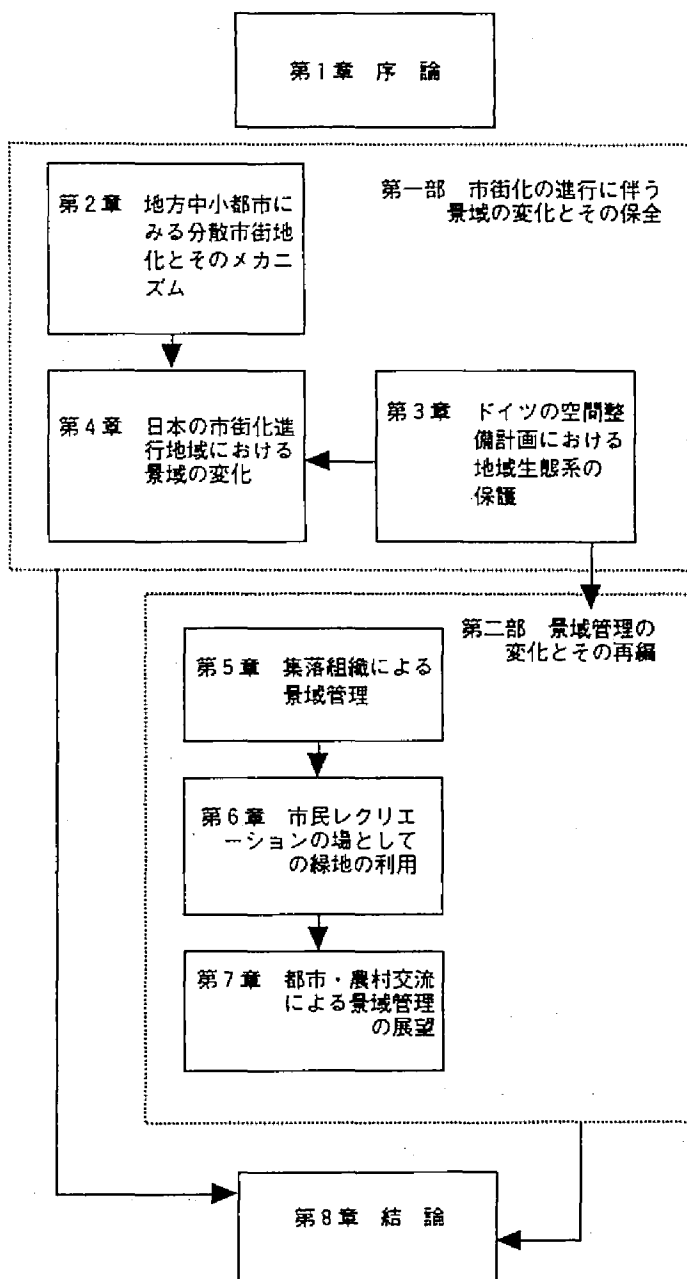 第1章 序 論
第一部 市街化の進行に伴う
景域の変化とその保全
第2章 地方中小都市に
みる分散市街地
化とそのメカニ
ズム
第4章 日本の市街化進
行地域における
景域の変化
第3章 ドイツの空間整
備計画における
地域生態系の
保護
第二部 景域管理の
変化とその再編
第5章 集落組織による
景域管理
第6章 市民レクリエ
ーションの場として
の緑地の利用
第7章 都市・農村交流
による景域管理
の展望
第8章 結 論